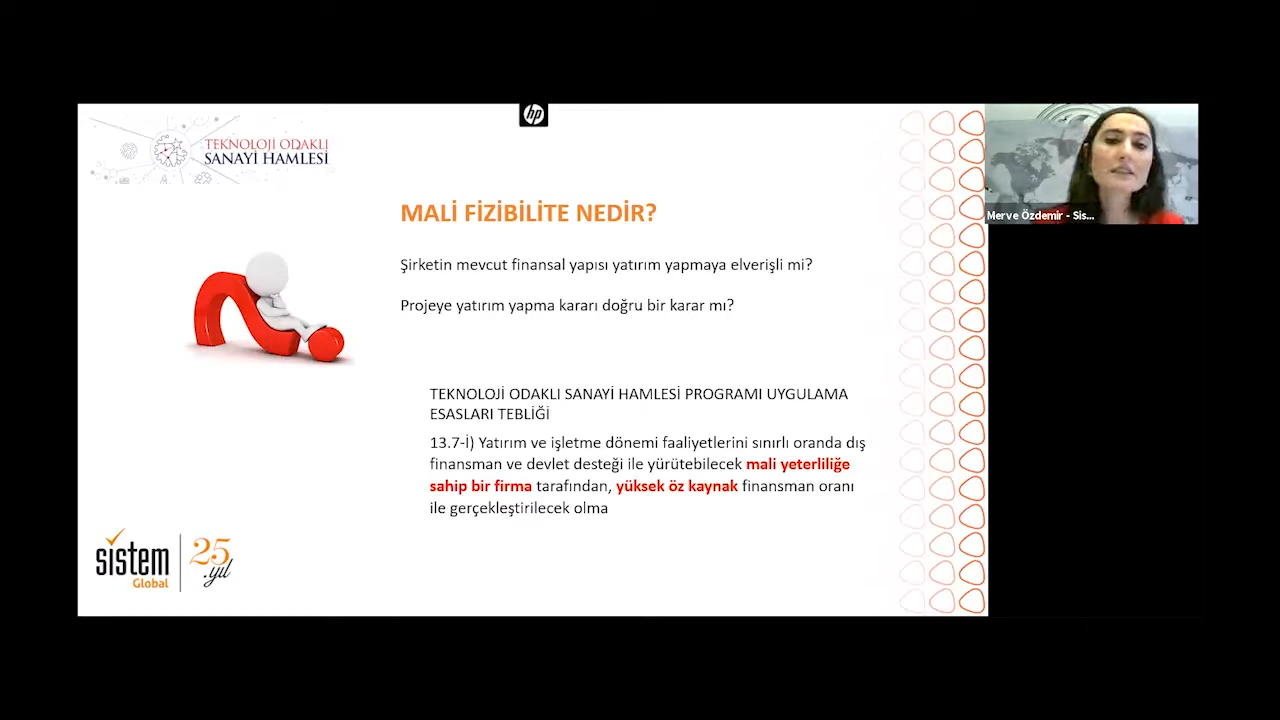 hp
TEKNOLOJİ ODAKLI
SANAYİ HAMLESİ
MALİ FİZİBİLİTE NEDİR?
Şirketin mevcut finansal yapısı yatırım yapmaya elverişli mi?
Projeye yatırım yapma kararı doğru bir karar mı?
TEKNOLOJİ ODAKLI SANAYİ HAMLESİ PROGRAMI UYGULAMA
ESASLARI TEBLİĞİ
13.7-İ) Yatırım ve işletme dönemi faaliyetlerini sınırlı oranda dış
finansman ve devlet desteği ile yürütebilecek mali yeterliliğe
sahip bir firma tarafından, yüksek öz kaynak finansman oranı
ile gerçekleştirilecek olma
sistem
Global
25
.yıl
Merve Özdemir - Sis...